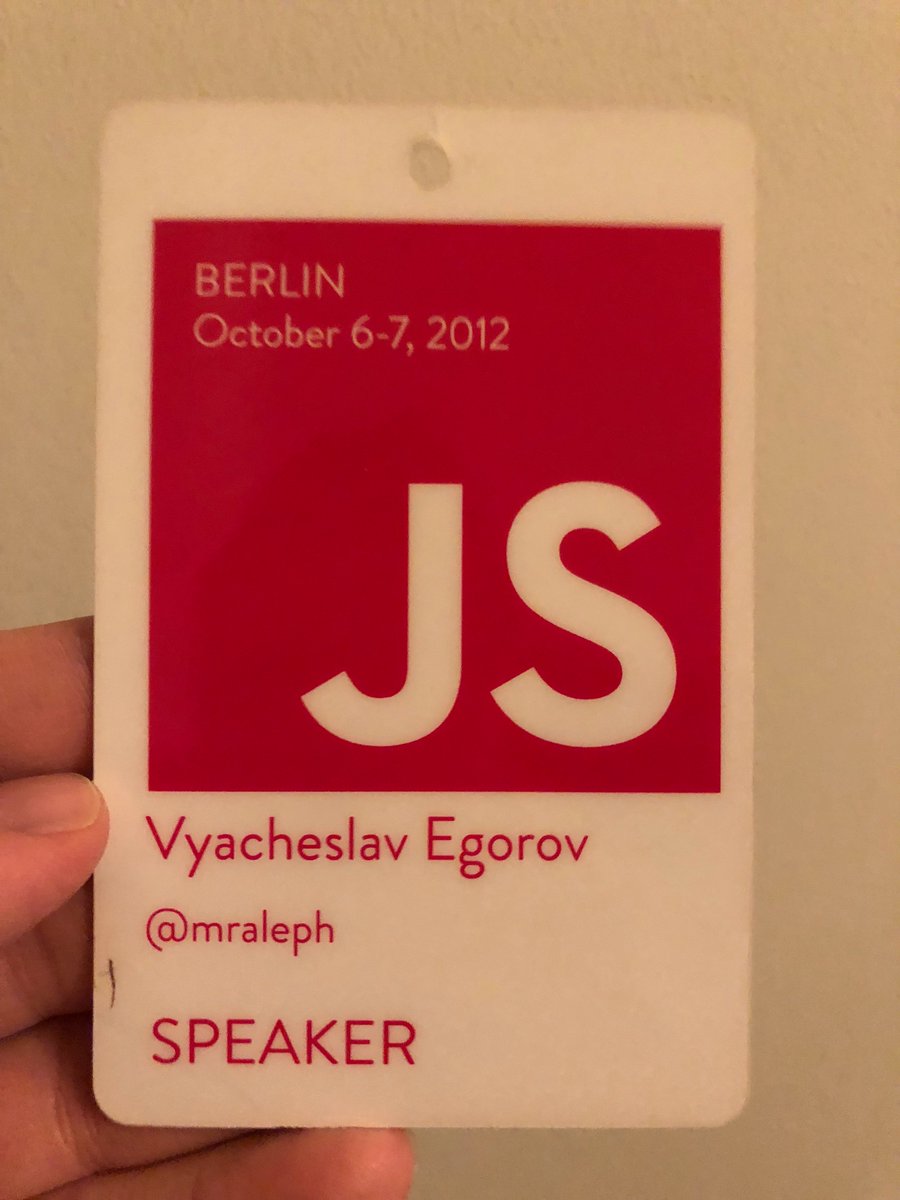 BERLIN
October 6-7, 2012
JS
Vyacheslav Egorov
@mraleph
SPEAKER